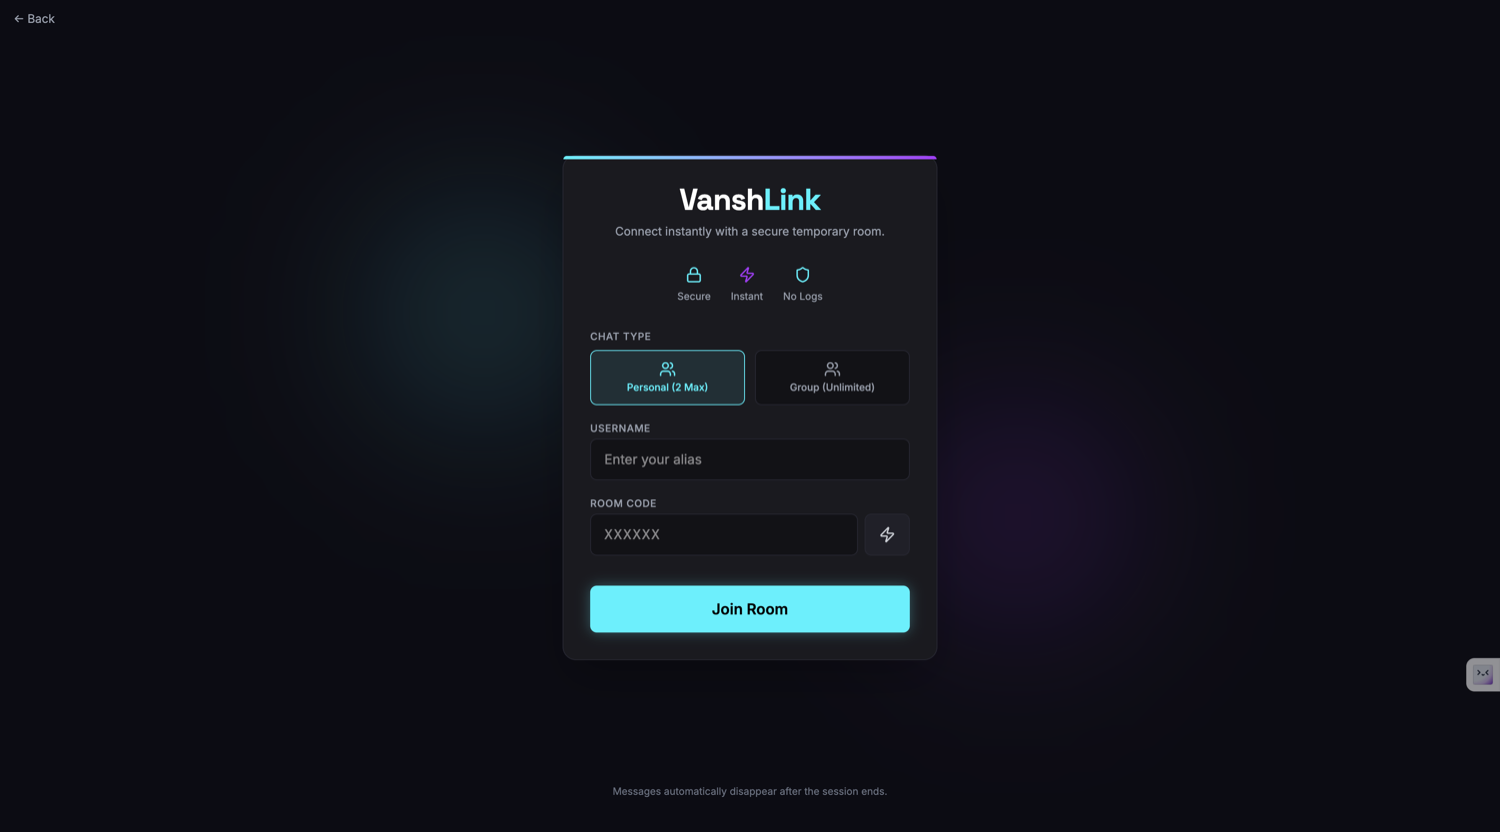 ← Back
VanshLink
Connect instantly with a secure temporary room.
Secure Instant No Logs
CHAT TYPE
Personal (2 Max) Group (Unlimited)
USERNAME
Enter your alias
ROOM CODE
XXXXXX
Join Room
Messages automatically disappear after the session ends.